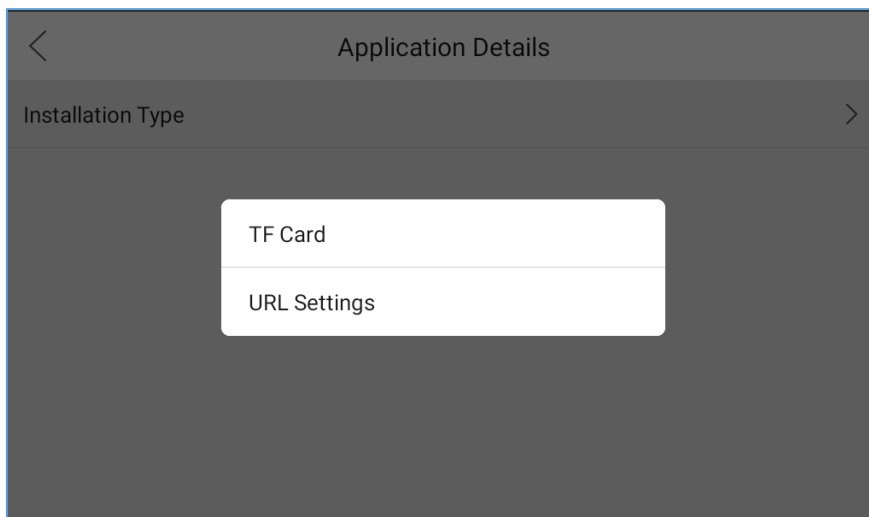 Application Details
Installation Type
TF Card
URL Settings